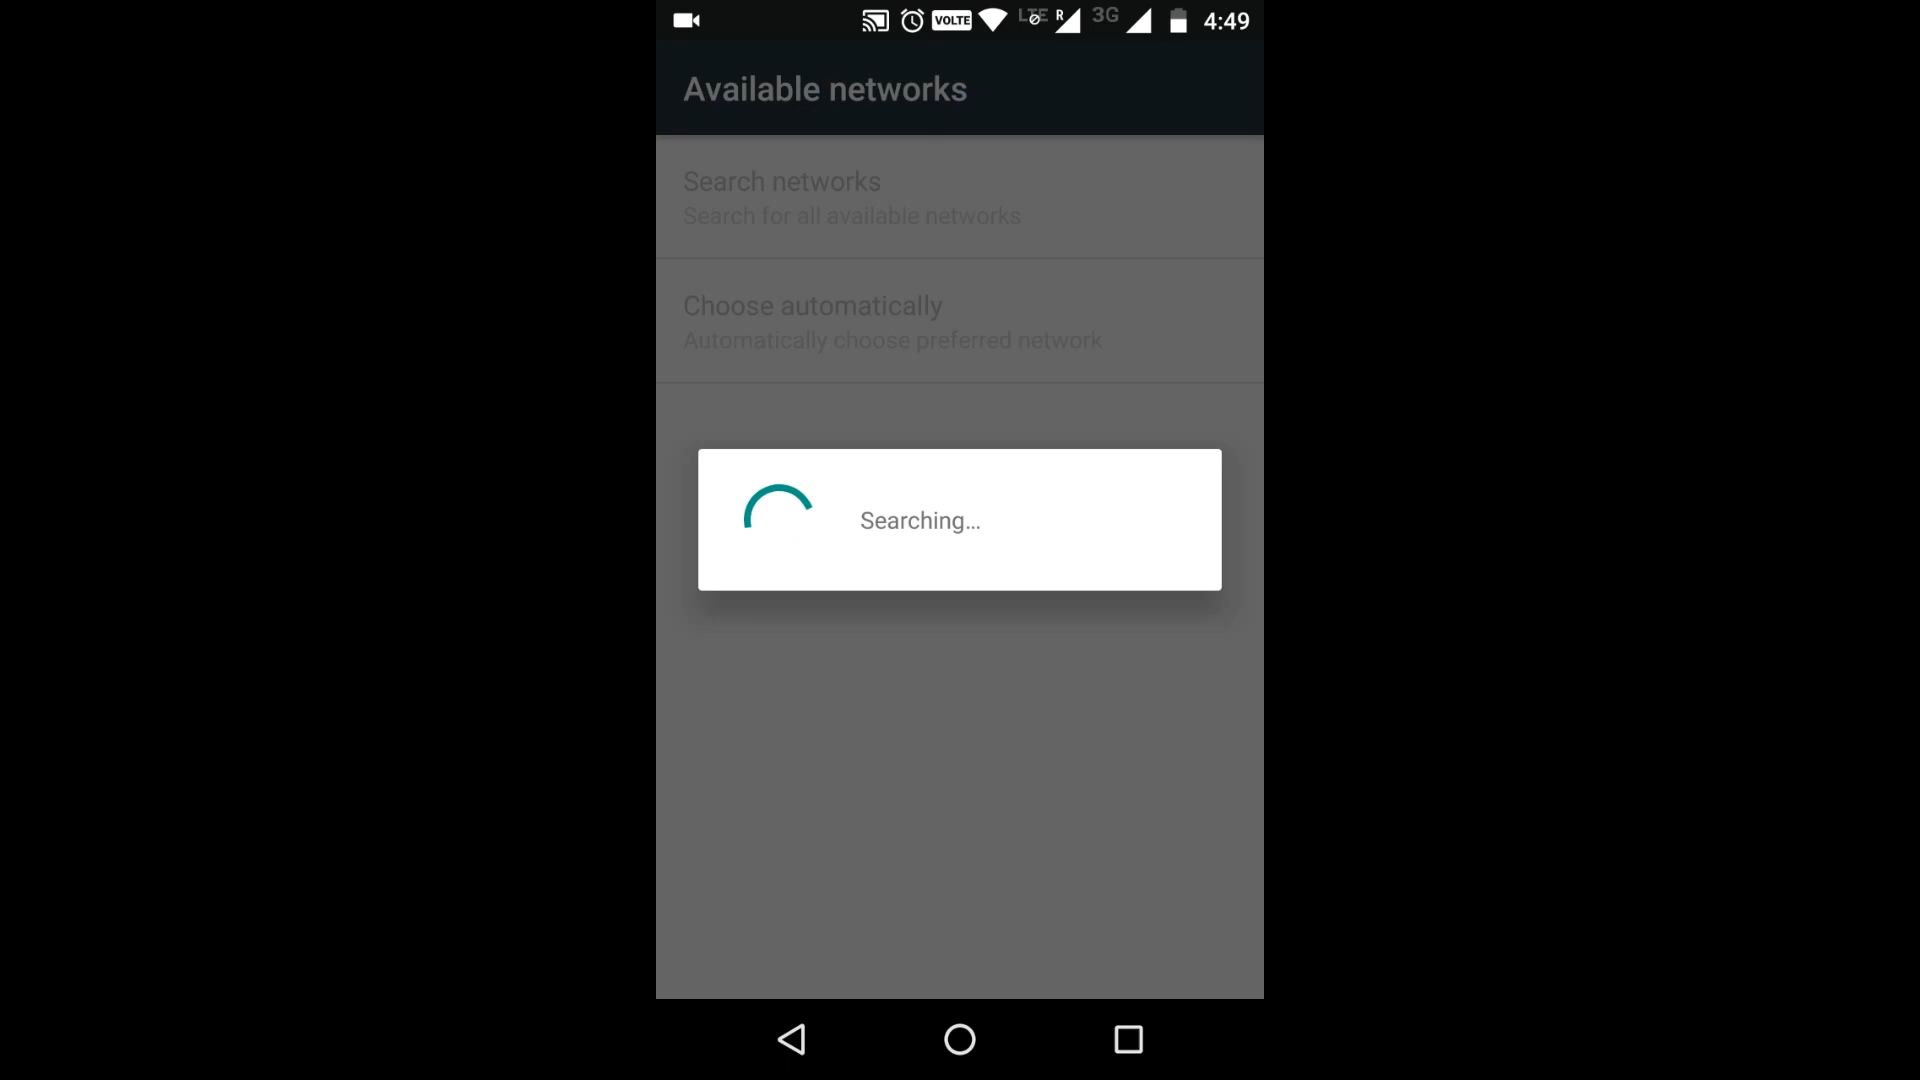 VOLTE LTE R 3G 4:49
Available networks
Search networks
Search for all available networks
Choose automatically
Automatically choose preferred network
Searching...